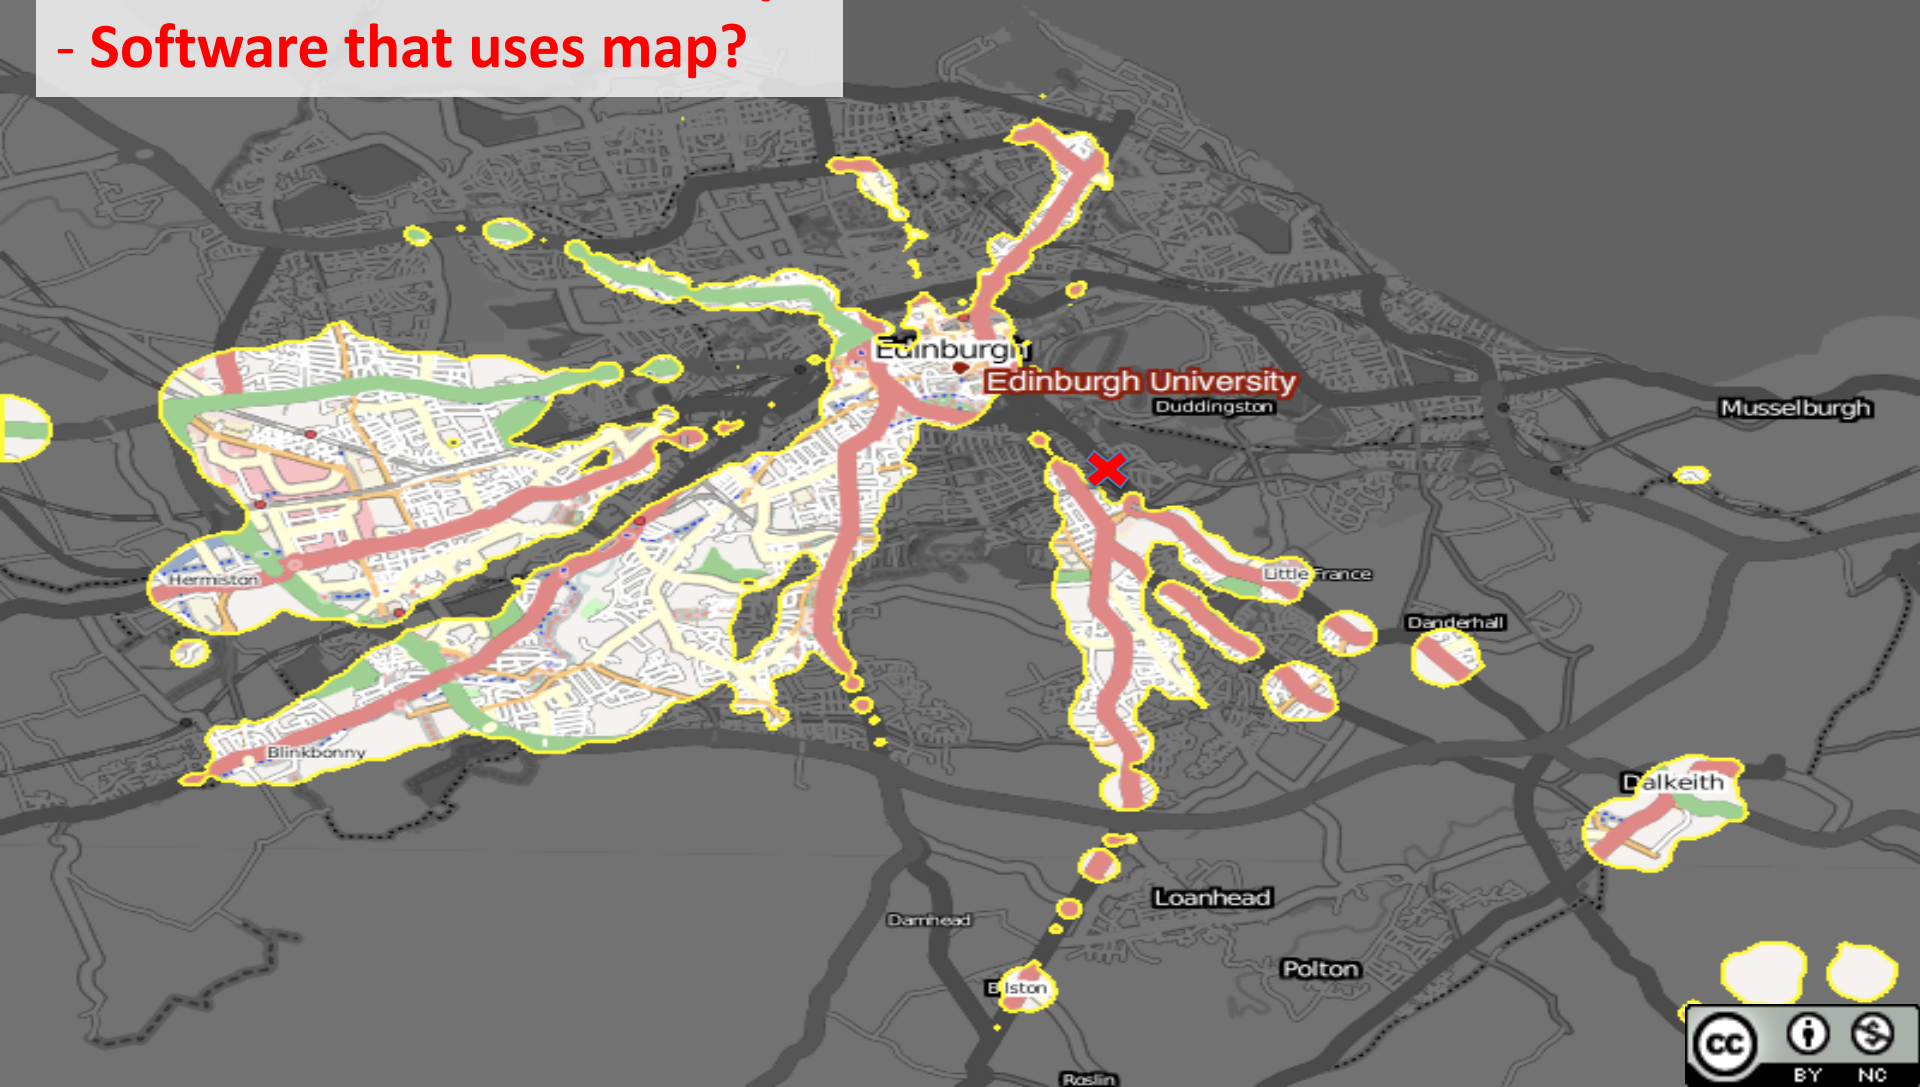 - Software that uses map?
Edinburgh
Edinburgh University
Duddingston
Musselburgh
Hermiston
Little France
Danderhall
Blinkbonny
Dalkeith
Loanhead
Damhead
Polton
Roslin
CC
BY NC